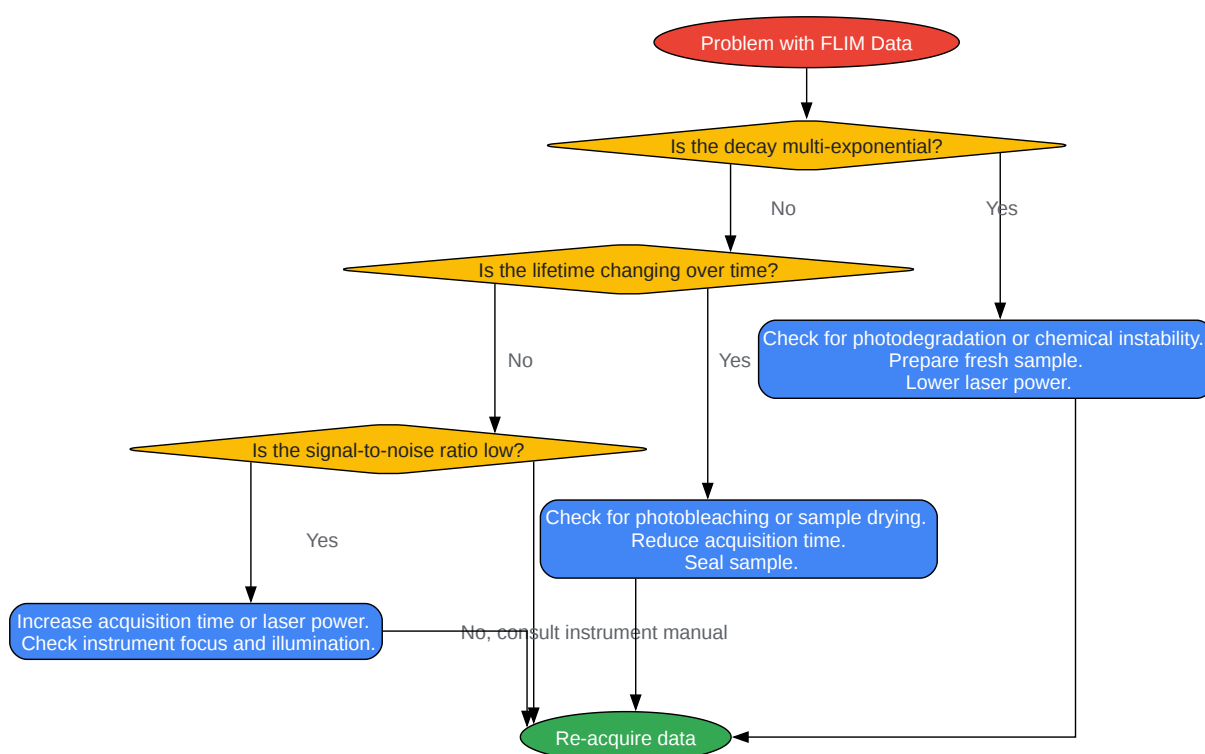 Problem with FLIM Data
Is the decay multi-exponential?
No
Yes
Is the lifetime changing over time?
Check for photodegradation or chemical instability.
Prepare fresh sample.
Lower laser power.
No
Yes
Is the signal-to-noise ratio low?
Check for photobleaching or sample drying.
Reduce acquisition time.
Seal sample.
Yes
Increase acquisition time or laser power.
Check instrument focus and illumination.
No, consult instrument manual
Re-acquire data